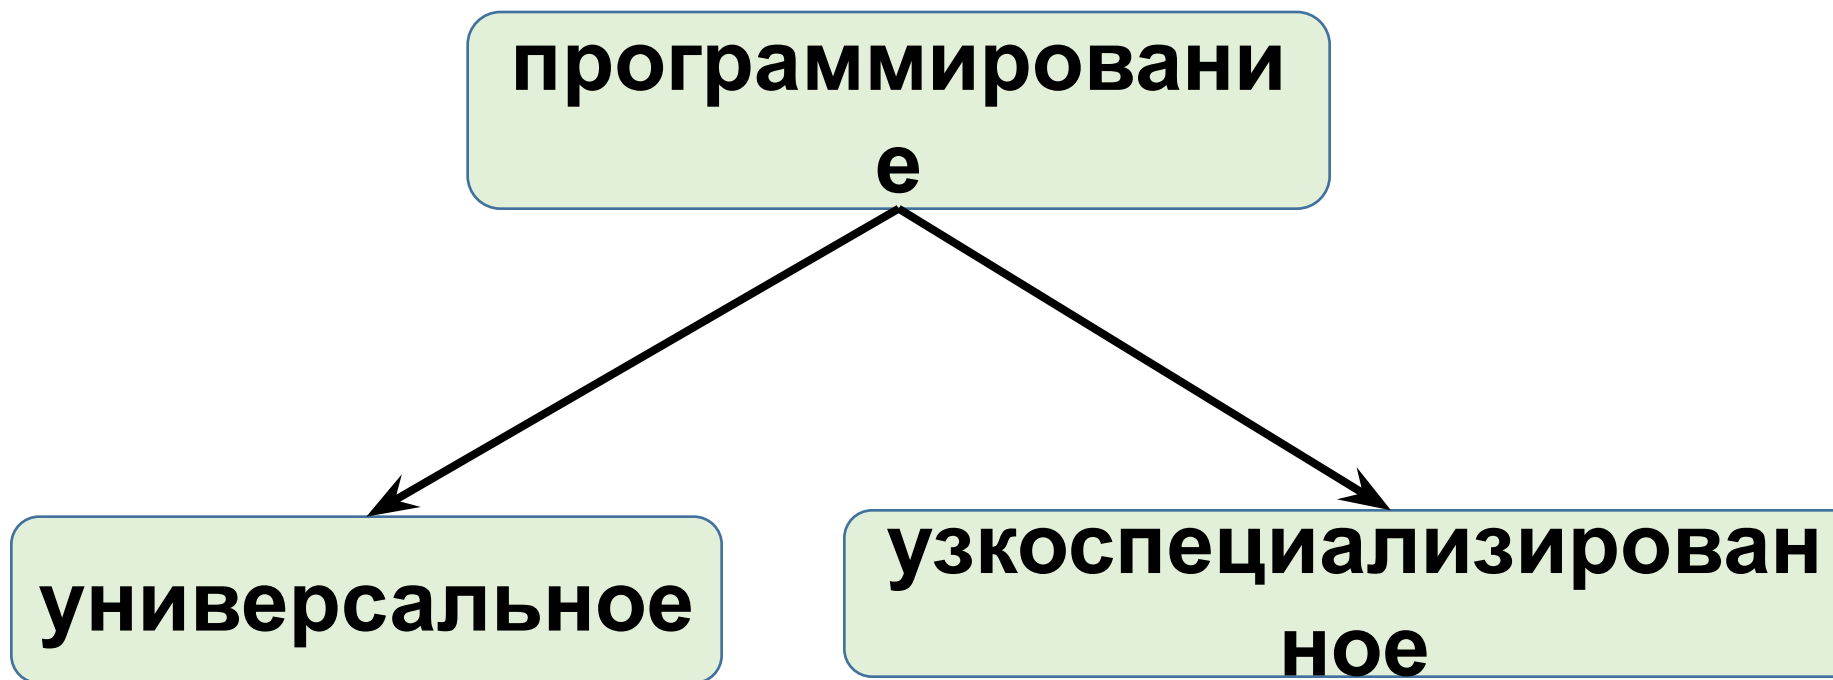 программировани
е
универсальное
узкоспециализирован
ное